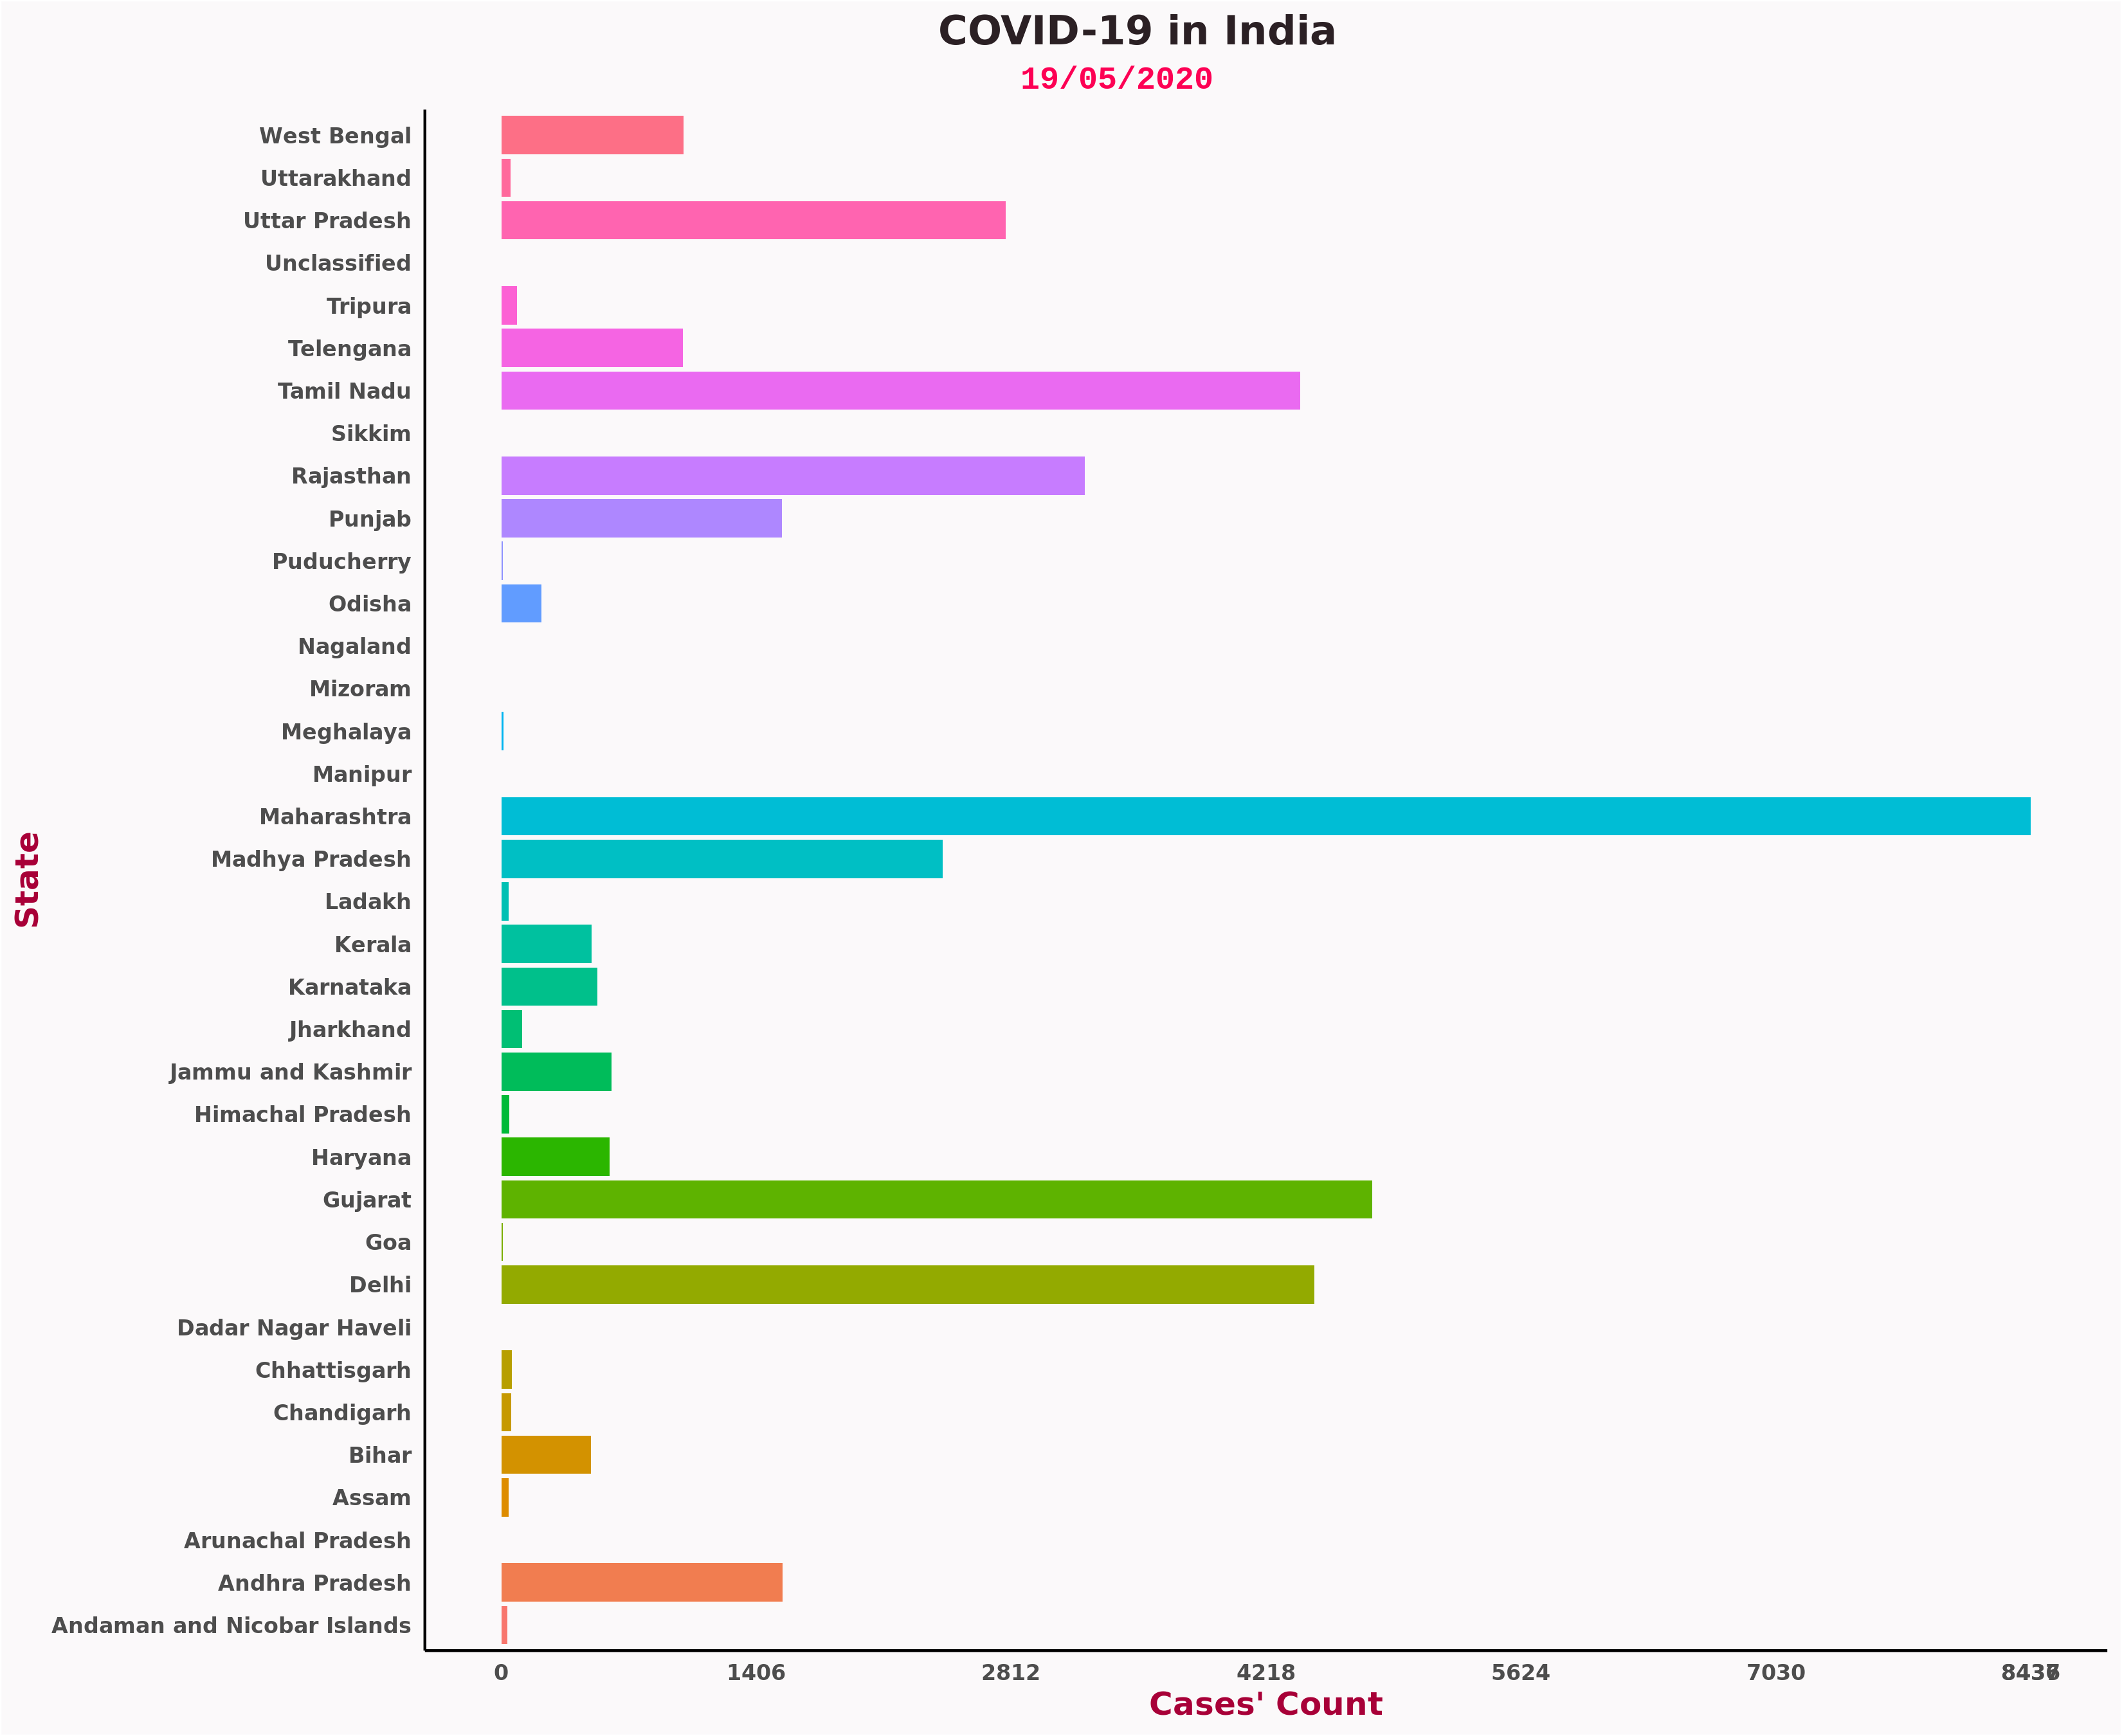 COVID-19 in India
19/05/2020
West Bengal
Uttarakhand
Uttar Pradesh
Unclassified
Tripura
Telengana
Tamil Nadu
Sikkim
Rajasthan
Punjab
Puducherry
Odisha
Nagaland
Mizoram
Meghalaya
Manipur
Maharashtra
Madhya Pradesh
Ladakh
Kerala
Karnataka
Jharkhand
Jammu and Kashmir
Himachal Pradesh
Haryana
Gujarat
Goa
Delhi
Dadar Nagar Haveli
Chhattisgarh
Chandigarh
Bihar
Assam
Arunachal Pradesh
Andhra Pradesh
Andaman and Nicobar Islands
State
0 1406 2812 4218 5624 7030
Cases' Count